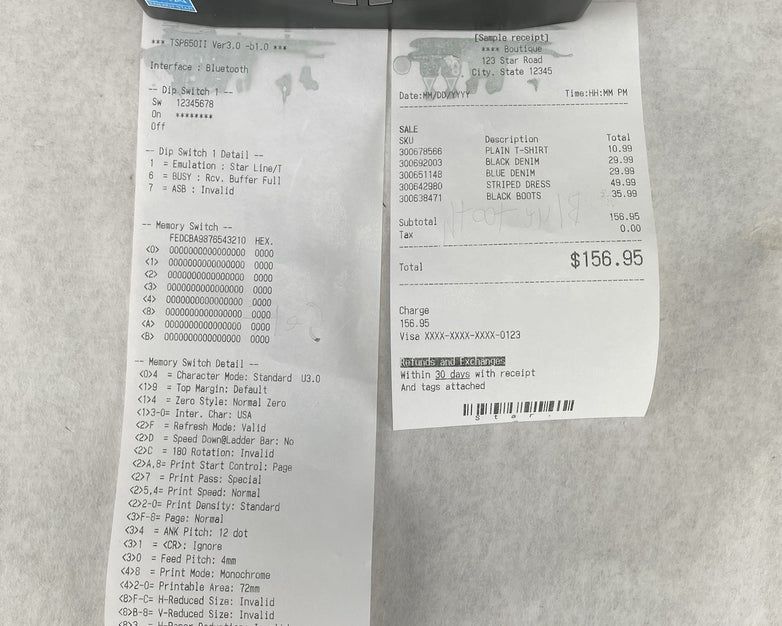 *** TSP650II Ver3.0 -b1.0 ***
Interface : Bluetooth
-- Dip Switch 1 --
Sw 12345678
On ********
Off
-- Dip Switch 1 Detail --
1 = Emulation : Star Line/T
6 = BUSY : Rcv. Buffer Full
7 = ASB : Invalid
-- Memory Switch --
FEDCBA9876543210 HEX.
<0> 0000000000000000 0000
<1> 0000000000000000 0000
<2> 0000000000000000 0000
<3> 0000000000000000 0000
<4> 0000000000000000 0000
<8> 0000000000000000 0000
<A> 0000000000000000 0000
<B> 0000000000000000 0000
-- Memory Switch Detail --
<0>4 = Character Mode: Standard U3.0
<1>9 = Top Margin: Default
<1>4 = Zero Style: Normal Zero
<1>3-0= Inter. Char: USA
<2>F = Refresh Mode: Valid
<2>D = Speed Down@Ladder Bar: No
<2>C = 180 Rotation: Invalid
<2>A,8= Print Start Control: Page
<2>7 = Print Pass: Special
<2>5,4= Print Speed: Normal
<2>2-0= Print Density: Standard
<3>F-8= Page: Normal
<3>4 = ANK Pitch: 12 dot
<3>1 = <CR>: Ignore
<3>0 = Feed Pitch: 4mm
<4>8 = Print Mode: Monochrome
<4>2-0= Printable Area: 72mm
<8>F-C= H-Reduced Size: Invalid
<8>B-8= V-Reduced Size: Invalid
[Sample receipt]
**** Boutique
123 Star Road
City, State 12345
Date:MM/DD/YYYY Time:HH:MM PM
SALE
SKU Description Total
300678566 PLAIN T-SHIRT 10.99
300692003 BLACK DENIM 29.99
300651148 BLUE DENIM 29.99
300642980 STRIPED DRESS 49.99
300638471 BLACK BOOTS 35.99
Subtotal 156.95
Tax 0.00
Total $156.95
Charge
156.95
Visa XXXX-XXXX-XXXX-0123
Refunds and Exchanges
Within 30 days with receipt
And tags attached
S t a r .